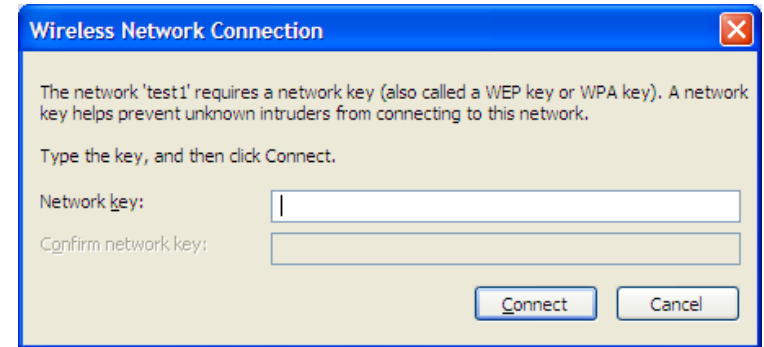 Wireless Network Connection
The network 'test1' requires a network key (also called a WEP key or WPA key). A network
key helps prevent unknown intruders from connecting to this network.
Type the key, and then click Connect.
Network key:
Confirm network key:
Connect Cancel